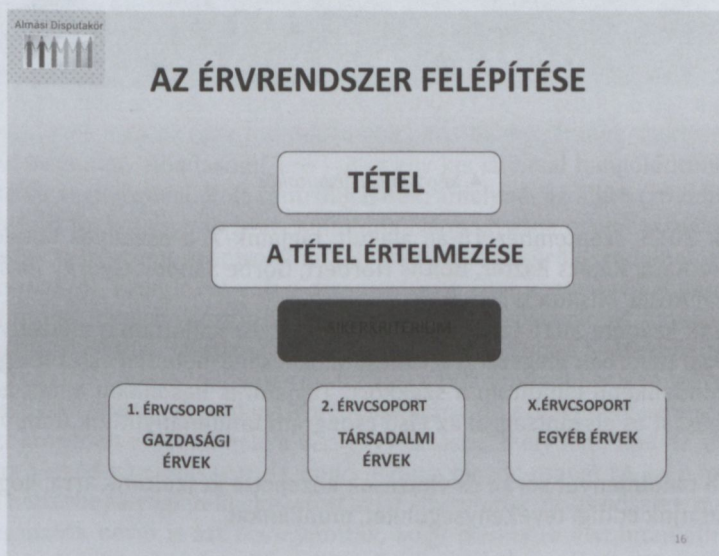 Almási Disputakör
AZ ÉRVRENDSZER FELÉPÍTÉSE
TÉTEL
A TÉTEL ÉRTELMEZÉSE
SIKERKRITÉRIUM
1. ÉRVCSOPORT
GAZDASÁGI
ÉRVEK
2. ÉRVCSOPORT
TÁRSADALMI
ÉRVEK
X.ÉRVCSOPORT
EGYÉB ÉRVEK
16